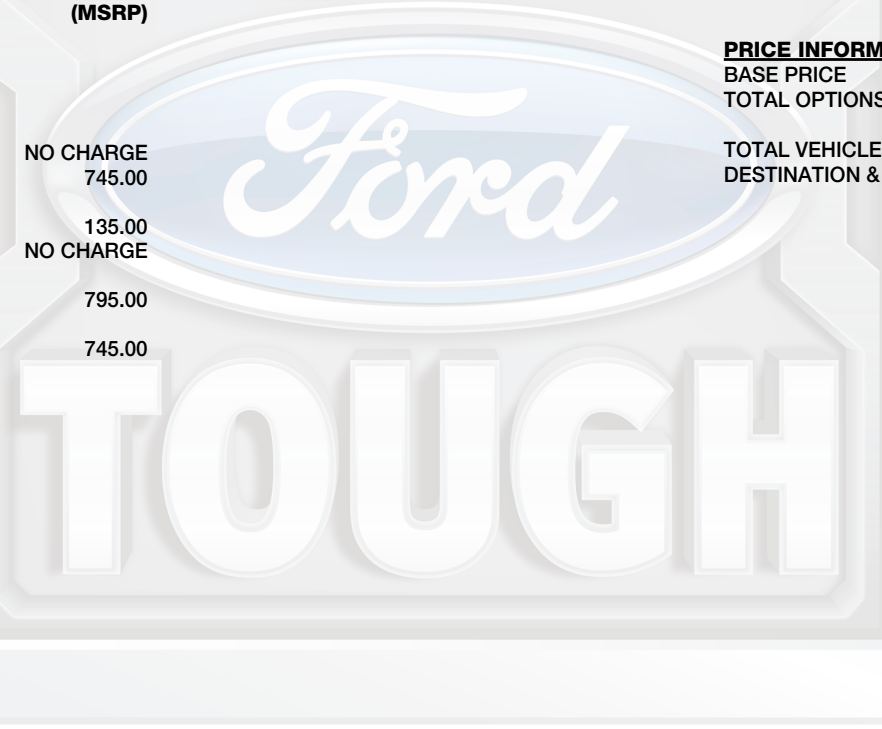 (MSRP)
NO CHARGE
745.00
135.00
NO CHARGE
795.00
745.00
PRICE INFORM
BASE PRICE
TOTAL OPTIONS
TOTAL VEHICLE
DESTINATION &
Ford
TOUGH